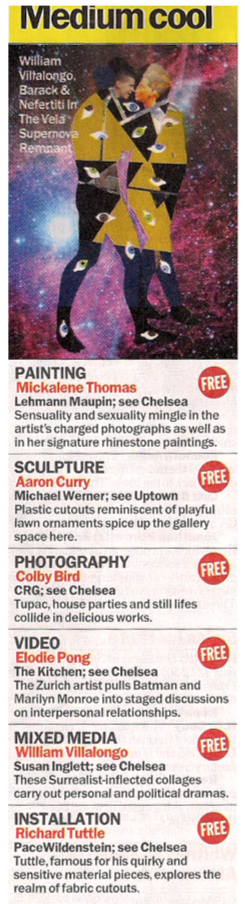 Medium cool
William
Villalongo,
Barack &
Nefertiti In
The Vela
Supernova
Remnant
PAINTING
FREE
Mickalene Thomas
Lehmann Maupin; see Chelsea
Sensuality and sexuality mingle in the
artist's charged photographs as well as
in her signature rhinestone paintings.
SCULPTURE
FREE
Aaron Curry
Michael Werner; see Uptown
Plastic cutouts reminiscent of playful
lawn ornaments spice up the gallery
space here.
PHOTOGRAPHY
FREE
Colby Bird
CRG; see Chelsea
Tupac, house parties and still lifes
collide in delicious works.
VIDEO
FREE
Elodie Pong
The Kitchen; see Chelsea
The Zurich artist pulls Batman and
Marilyn Monroe into staged discussions
on interpersonal relationships.
MIXED MEDIA
FREE
William Villalongo
Susan Inglett; see Chelsea
These Surrealist-inflected collages
carry out personal and political dramas.
INSTALLATION
FREE
Richard Tuttle
PaceWildenstein; see Chelsea
Tuttle, famous for his quirky and
sensitive material pieces, explores the
realm of fabric cutouts.